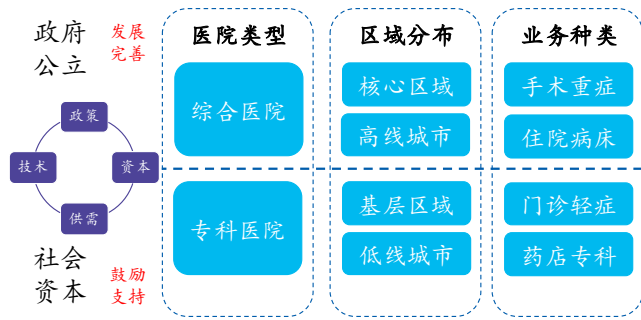 政府
公立
发展
完善
政策
技术
资本
供需
社会
资本
鼓励
支持
医院类型
综合医院
专科医院
区域分布
核心区域
高线城市
基层区域
低线城市
业务种类
手术重症
住院病床
门诊轻症
药店专科